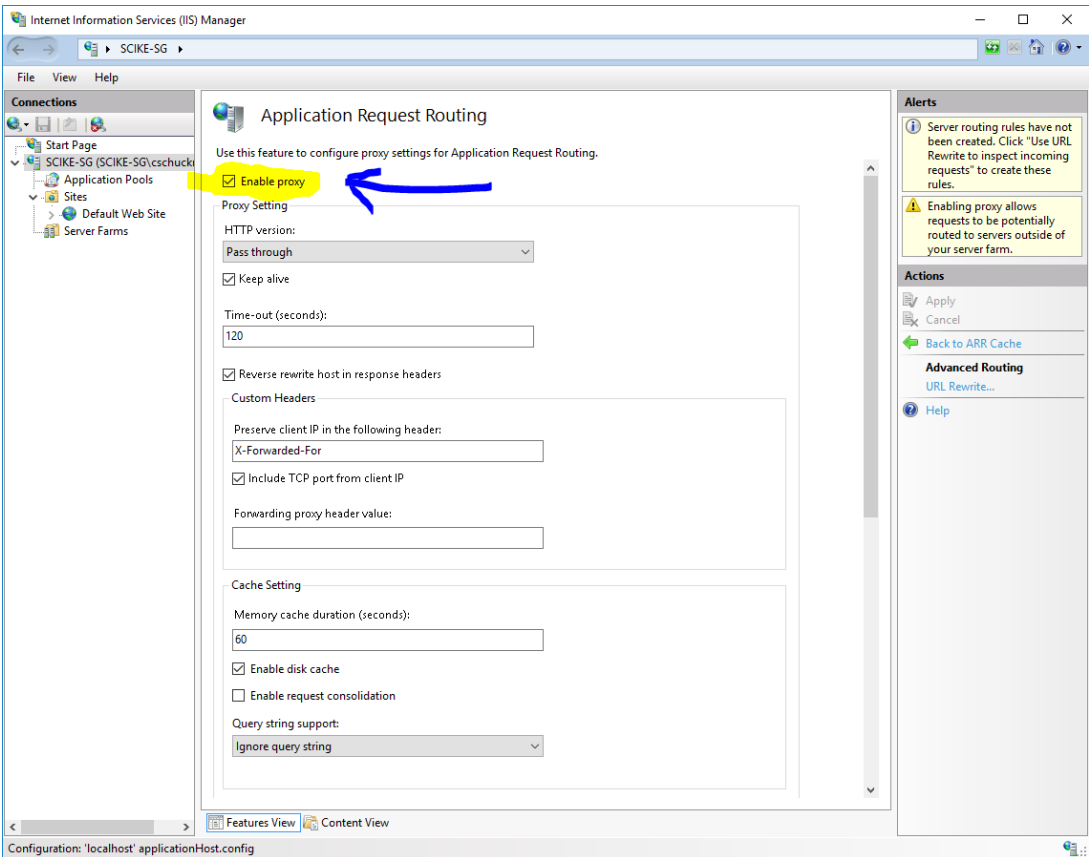 Internet Information Services (IIS) Manager
SCIKE-SG
File View Help
Connections
Start Page
SCIKE-SG (SCIKE-SG\cschuckı
Application Pools
Sites
Default Web Site
Server Farms
Application Request Routing
Use this feature to configure proxy settings for Application Request Routing.
Enable proxy
Proxy Setting
HTTP version:
Pass through
Keep alive
Time-out (seconds):
120
Reverse rewrite host in response headers
Custom Headers
Preserve client IP in the following header:
X-Forwarded-For
Include TCP port from client IP
Forwarding proxy header value:
Cache Setting
Memory cache duration (seconds):
60
Enable disk cache
Enable request consolidation
Query string support:
Ignore query string
Features View Content View
Alerts
Server routing rules have not
been created. Click "Use URL
Rewrite to inspect incoming
requests" to create these
rules.
Enabling proxy allows
requests to be potentially
routed to servers outside of
your server farm.
Actions
Apply
Cancel
Back to ARR Cache
Advanced Routing
URL Rewrite...
Help
Configuration: 'localhost' applicationHost.config